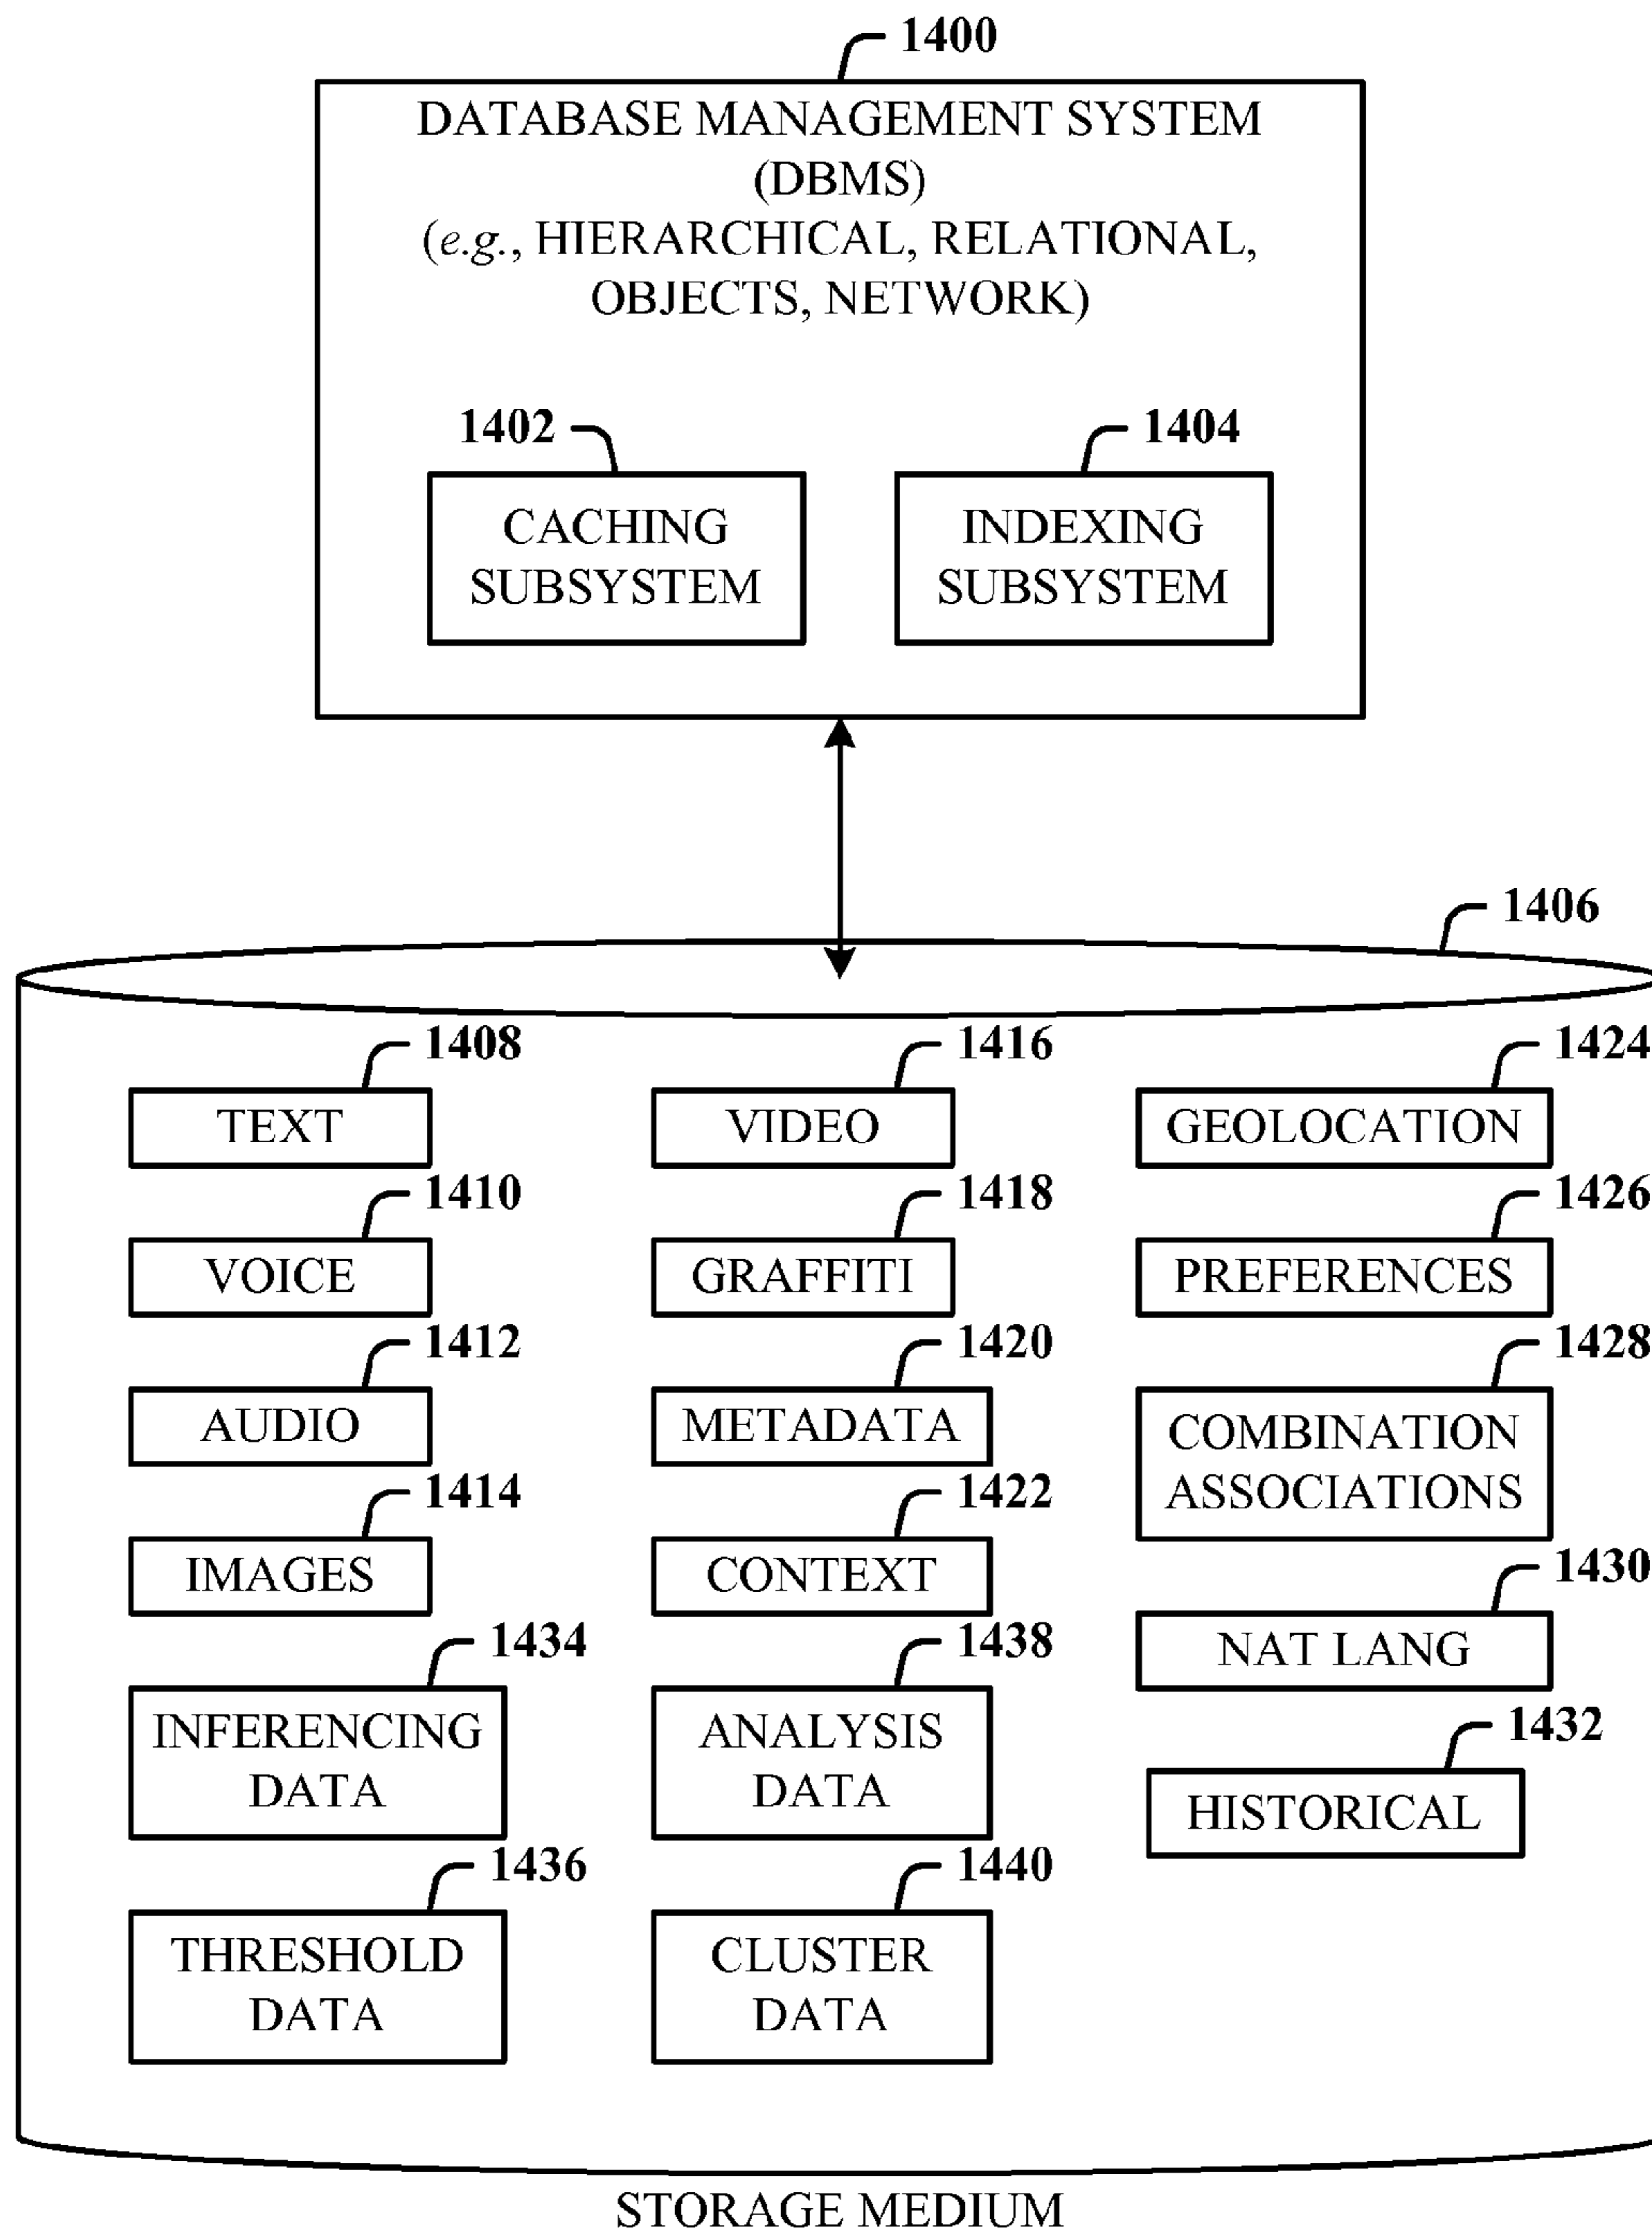 1400
DATABASE MANAGEMENT SYSTEM
(DBMS)
(e.g., HIERARCHICAL, RELATIONAL,
OBJECTS, NETWORK)
1402
1404
CACHING
SUBSYSTEM
INDEXING
SUBSYSTEM
1406
1408
1416
1424
TEXT
VIDEO
GEOLOCATION
1410
1418
1426
VOICE
GRAFFITI
PREFERENCES
1412
1420
1428
AUDIO
METADATA
COMBINATION
ASSOCIATIONS
1414
1422
IMAGES
CONTEXT
1430
NAT LANG
1434
1438
INFERENCING
DATA
ANALYSIS
DATA
1432
HISTORICAL
1436
1440
THRESHOLD
DATA
CLUSTER
DATA
STORAGE MEDIUM